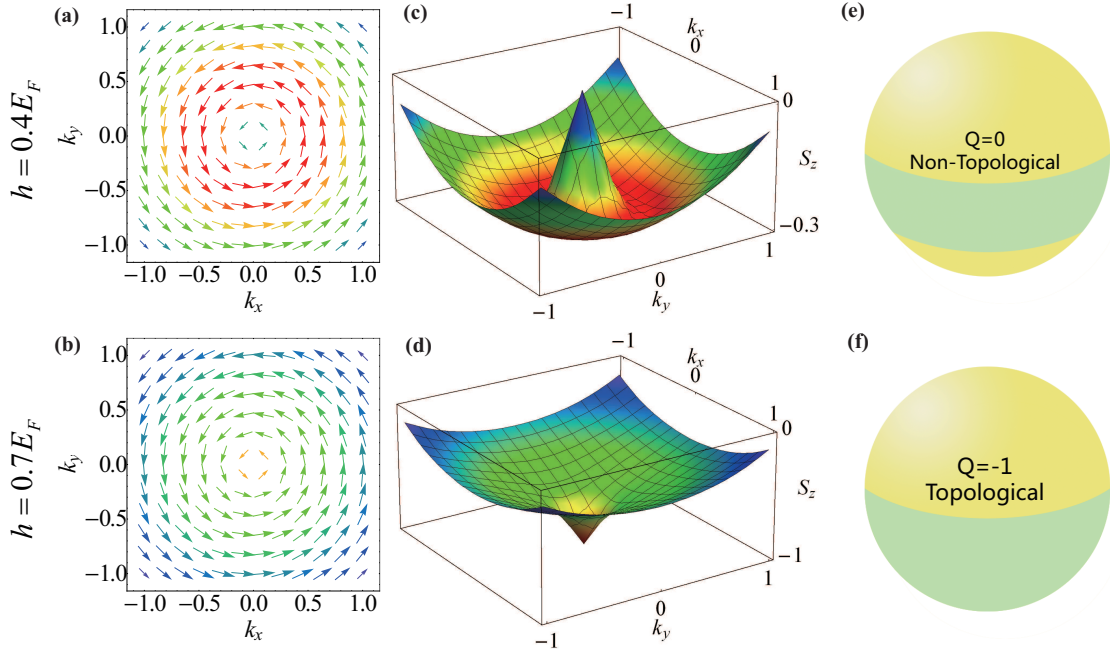 (a)
h = 0.4E_F
k_y
1.0
0.5
0.0
−0.5
−1.0
−1.0 −0.5 0.0 0.5 1.0
k_x
(c)
−1
k_x
0
1
0
S_z
−0.3
1
0
k_y
−1
(e)
Q=0
Non-Topological
(b)
h = 0.7E_F
k_y
1.0
0.5
0.0
−0.5
−1.0
−1.0 −0.5 0.0 0.5 1.0
k_x
(d)
−1
k_x
0
1
0
S_z
−1
1
0
k_y
−1
(f)
Q=-1
Topological